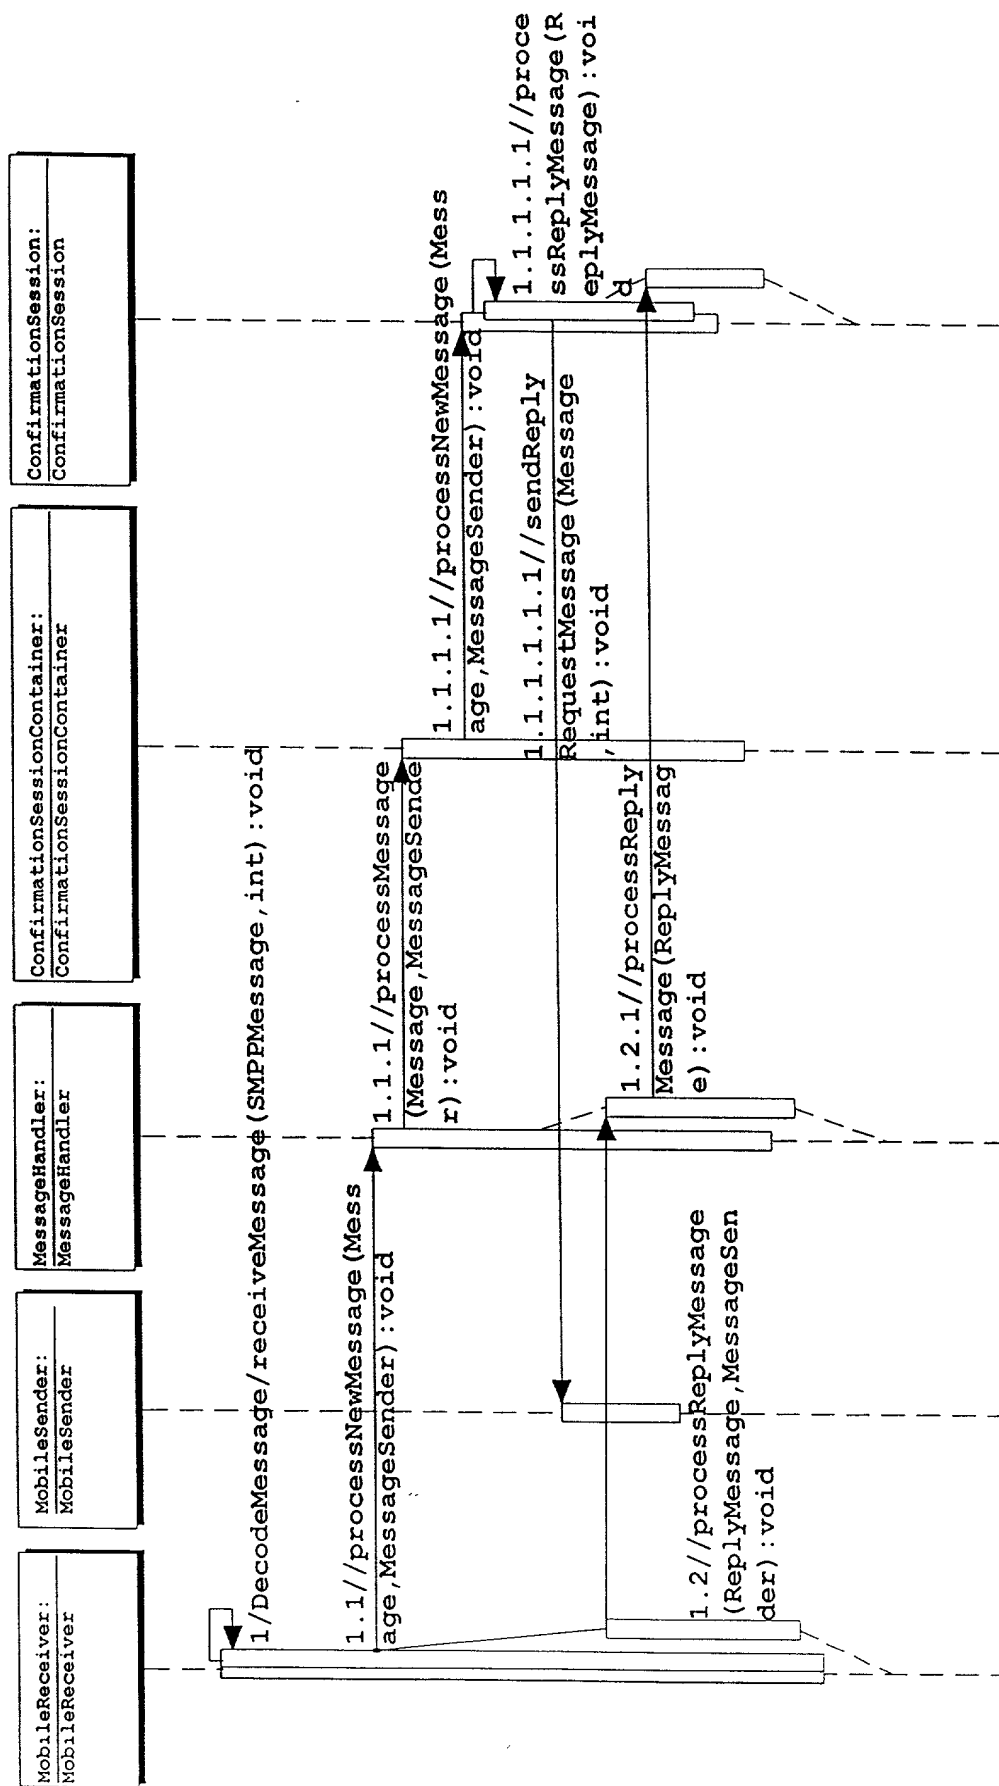 MobileReceiver:
MobileReceiver
MobileSender:
MobileSender
MessageHandler:
MessageHandler
ConfirmationSessionContainer:
ConfirmationSessionContainer
ConfirmationSession:
ConfirmationSession
1/DecodeMessage/receiveMessage(SMPPMessage,int):void
1.1//processNewMessage(Mess
age,MessageSender):void
1.1.1//processMessage
(Message,MessageSende
r):void
1.1.1.1//processNewMessage(Mess
age,MessageSender):void
1.1.1.1.1//proce
ssReplyMessage(R
eplyMessage):voi
d
1.1.1.1.1.1//sendReply
RequestMessage(Message
,int):void
1.2//processReplyMessage
(ReplyMessage,MessageSen
der):void
1.2.1//processReply
Message(ReplyMessag
e):void